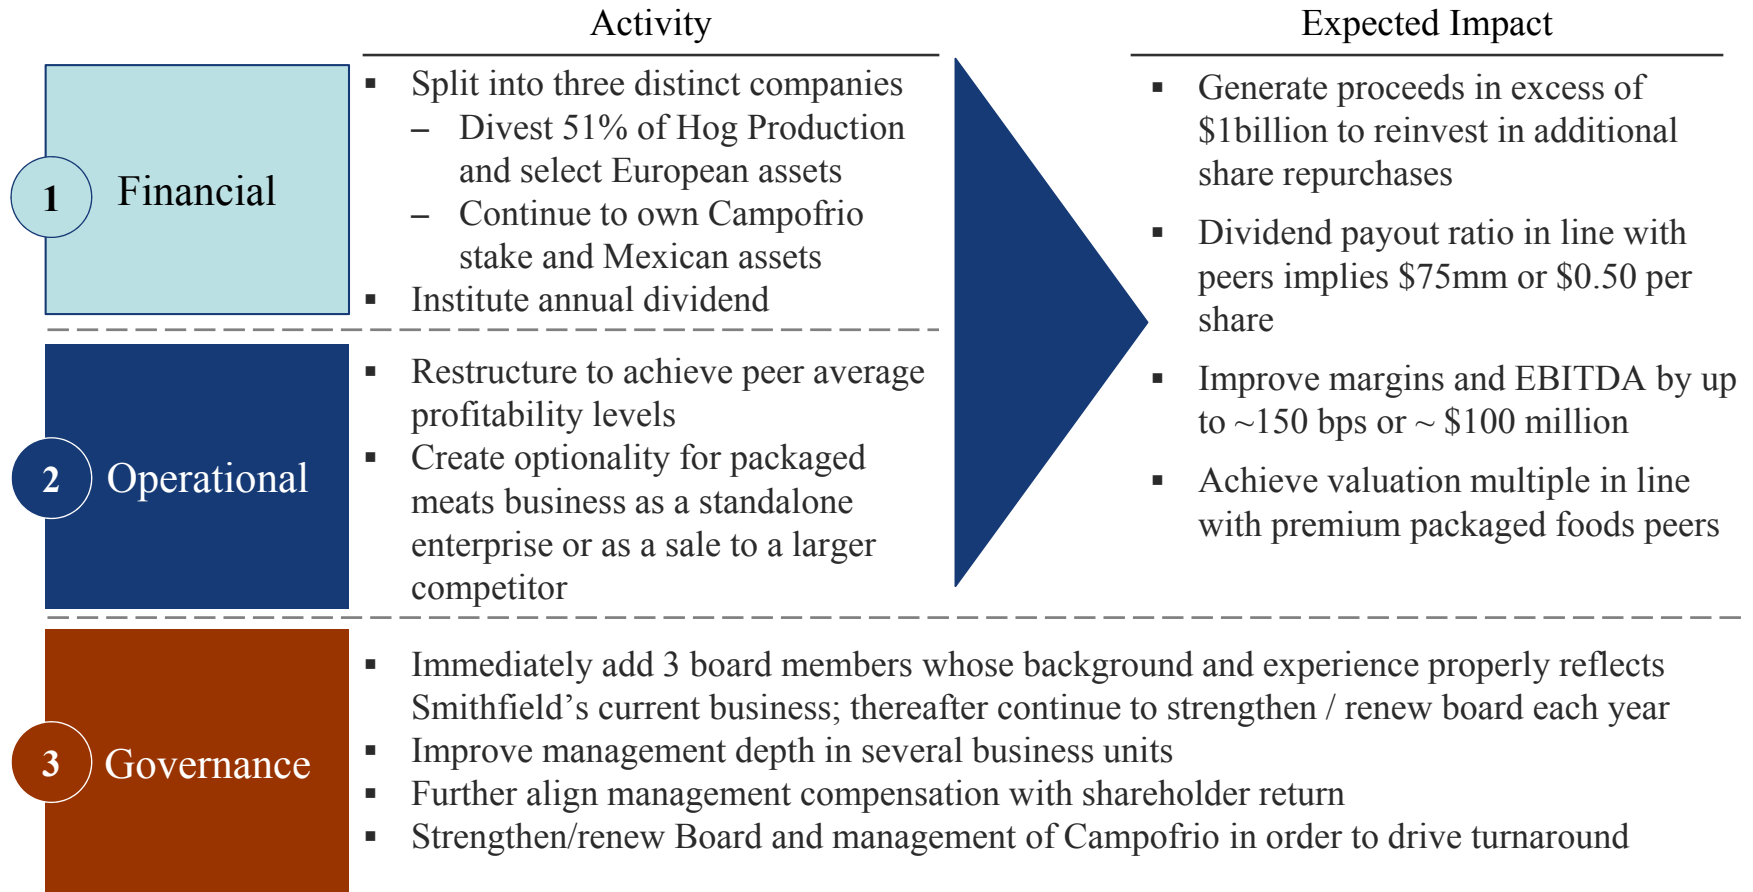 Activity
Expected Impact
1
Financial
▪ Split into three distinct companies
– Divest 51% of Hog Production
and select European assets
– Continue to own Campofrio
stake and Mexican assets
▪ Institute annual dividend
2
Operational
▪ Restructure to achieve peer average
profitability levels
▪ Create optionality for packaged
meats business as a standalone
enterprise or as a sale to a larger
competitor
▪ Generate proceeds in excess of
$1billion to reinvest in additional
share repurchases
▪ Dividend payout ratio in line with
peers implies $75mm or $0.50 per
share
▪ Improve margins and EBITDA by up
to ~150 bps or ~ $100 million
▪ Achieve valuation multiple in line
with premium packaged foods peers
3
Governance
▪ Immediately add 3 board members whose background and experience properly reflects
Smithfield’s current business; thereafter continue to strengthen / renew board each year
▪ Improve management depth in several business units
▪ Further align management compensation with shareholder return
▪ Strengthen/renew Board and management of Campofrio in order to drive turnaround